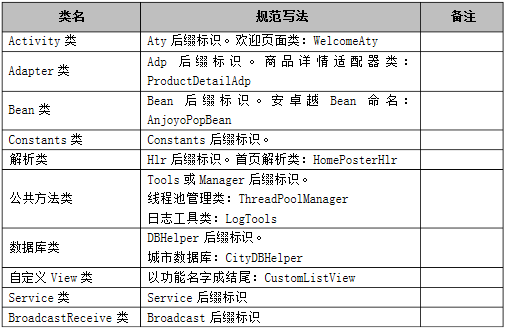 类名 规范写法 备注
Activity 类 Aty 后缀标识。欢迎页面类：WelcomeAty
Adapter 类 Adp 后缀标识。商品详情适配器类：
ProductDetailAdp
Bean 类 Bean 后缀标识。安卓越 Bean 命名：
AnjoyoPopBean
Constants 类 Constants 后缀标识。
解析类 Hlr 后缀标识。首页解析类：HomePosterHlr
公共方法类 Tools 或 Manager 后缀标识。
线程池管理类：ThreadPoolManager
日志工具类：LogTools
数据库类 DBHelper 后缀标识。
城市数据库：CityDBHelper
自定义 View 类 以功能名字成结尾：CustomListView
Service 类 Service 后缀标识
BroadcastReceive 类 Broadcast 后缀标识